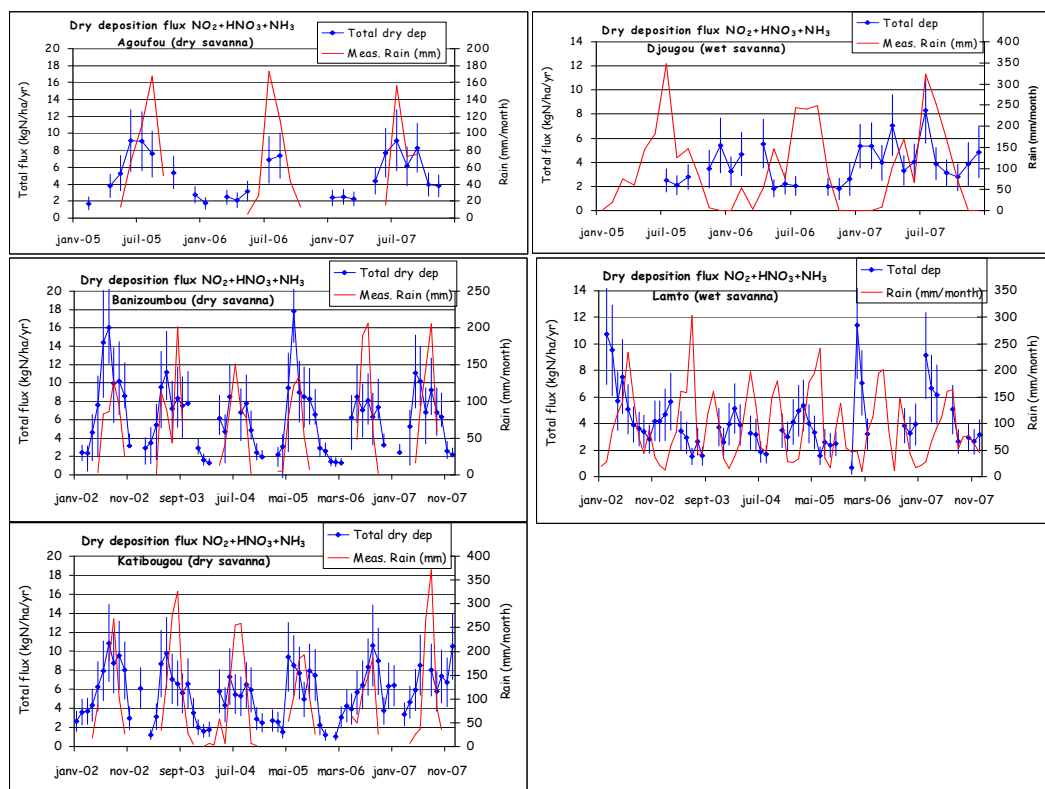 Dry deposition flux NO2+HNO3+NH3
Agoufou (dry savanna)
Total dry dep
Meas. Rain (mm)
Total flux (kgN/ha/yr)
20
18
16
14
12
10
8
6
4
2
0
200
180
160
140
120
100
80
60
40
20
0
Rain (mm/month)
janv-05 juil-05 janv-06 juil-06 janv-07 juil-07
Dry deposition flux NO2+HNO3+NH3
Djougou (wet savanna)
Total dep
Meas. Rain (mm)
Total flux (kgN/ha/yr)
14
12
10
8
6
4
2
0
400
350
300
250
200
150
100
50
0
Rain (mm/month)
janv-05 juil-05 janv-06 juil-06 janv-07 juil-07
Dry deposition flux NO2+HNO3+NH3
Banizoumbou (dry savanna)
Total dry dep
Meas. Rain (mm)
Total flux (kgN/ha/yr)
20
18
16
14
12
10
8
6
4
2
0
250
200
150
100
50
0
Rain (mm/month)
janv-02 nov-02 sept-03 juil-04 mai-05 mars-06 janv-07 nov-07
Dry deposition flux NO2+HNO3+NH3
Lamto (wet savanna)
Total dry dep
Rain (mm/month)
Total flux (kgN/ha/yr)
14
12
10
8
6
4
2
0
350
300
250
200
150
100
50
0
Rain (mm/month)
janv-02 nov-02 sept-03 juil-04 mai-05 mars-06 janv-07 nov-07
Dry deposition flux NO2+HNO3+NH3
Katibougou (dry savanna)
Total dry dep
Meas. Rain (mm)
Total flux (kgN/ha/yr)
20
18
16
14
12
10
8
6
4
2
0
400
350
300
250
200
150
100
50
0
Rain (mm/month)
janv-02 nov-02 sept-03 juil-04 mai-05 mars-06 janv-07 nov-07